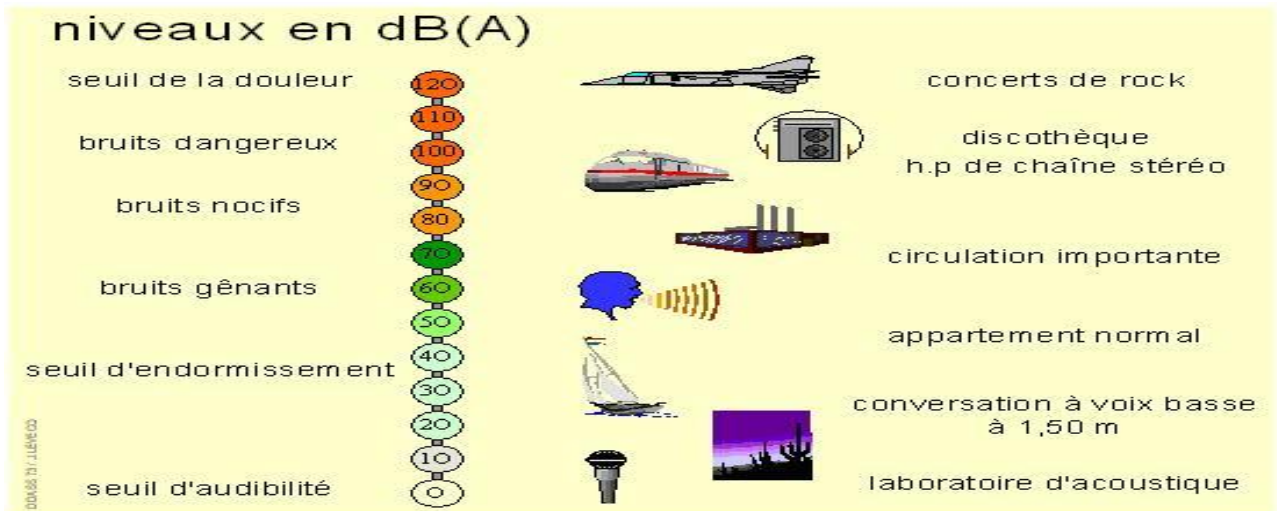 niveaux en dB(A)
seuil de la douleur
120
concerts de rock
110
bruits dangereux
100
discothèque
h.p de chaîne stéréo
90
bruits nocifs
80
70
circulation importante
bruits gênants
60
50
appartement normal
40
seuil d'endormissement
30
conversation à voix basse
à 1,50 m
20
10
seuil d'audibilité
0
laboratoire d'acoustique